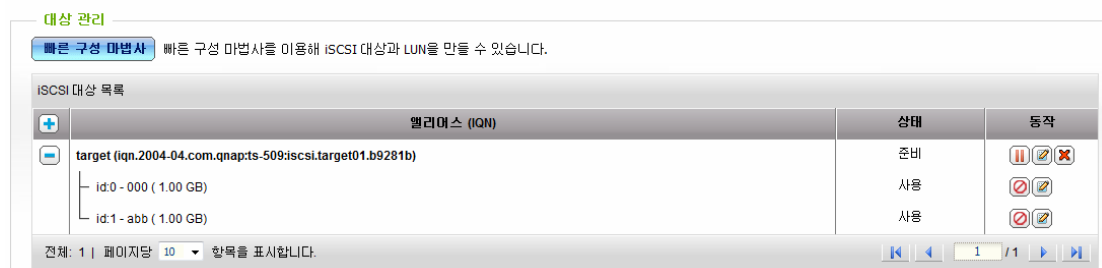 대상 관리
빠른 구성 마법사 빠른 구성 마법사를 이용해 iSCSI 대상과 LUN을 만들 수 있습니다.
iSCSI 대상 목록
앨리어스 (IQN) 상태 동작
target (iqn.2004-04.com.qnap:ts-509:iscsi.target01.b9281b) 준비
id:0 - 000 ( 1.00 GB) 사용
id:1 - abb ( 1.00 GB) 사용
전체: 1 | 페이지당 10 항목을 표시합니다. 1 / 1